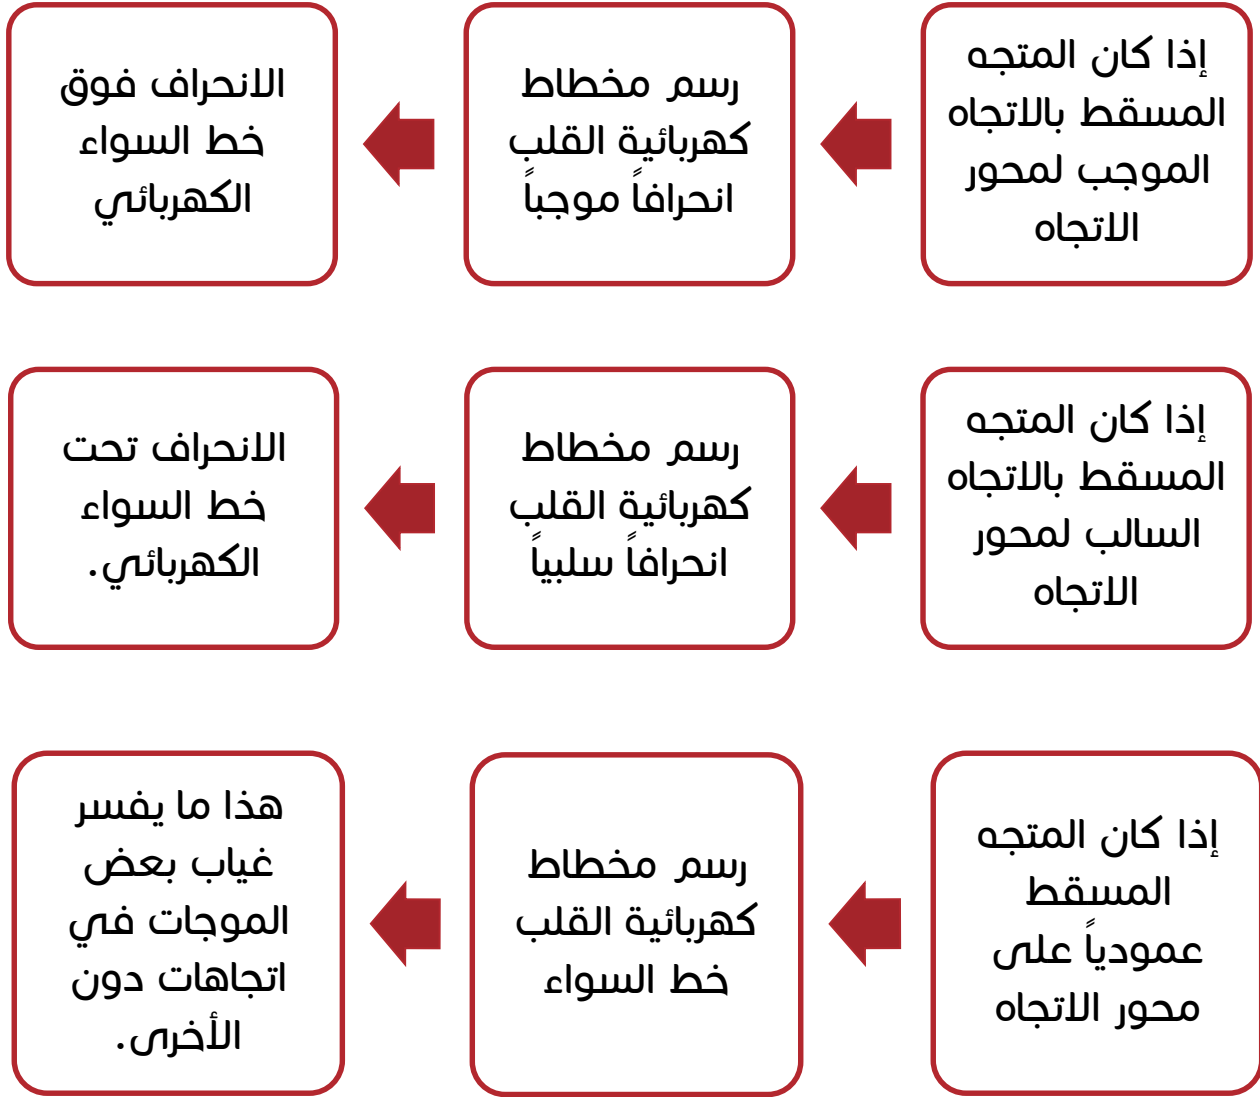 إذا كان المتجه
المسقط بالاتجاه
الموجب لمحور
الاتجاه
رسم مخطاط
كهربائية القلب
انحرافاً موجباً
الانحراف فوق
خط السواء
الكهربائي
إذا كان المتجه
المسقط بالاتجاه
السالب لمحور
الاتجاه
رسم مخطاط
كهربائية القلب
انحرافاً سلبياً
الانحراف تحت
خط السواء
الكهربائي.
إذا كان المتجه
المسقط
عمودياً على
محور الاتجاه
رسم مخطاط
كهربائية القلب
خط السواء
هذا ما يفسر
غياب بعض
الموجات في
اتجاهات دون
الأخرى.